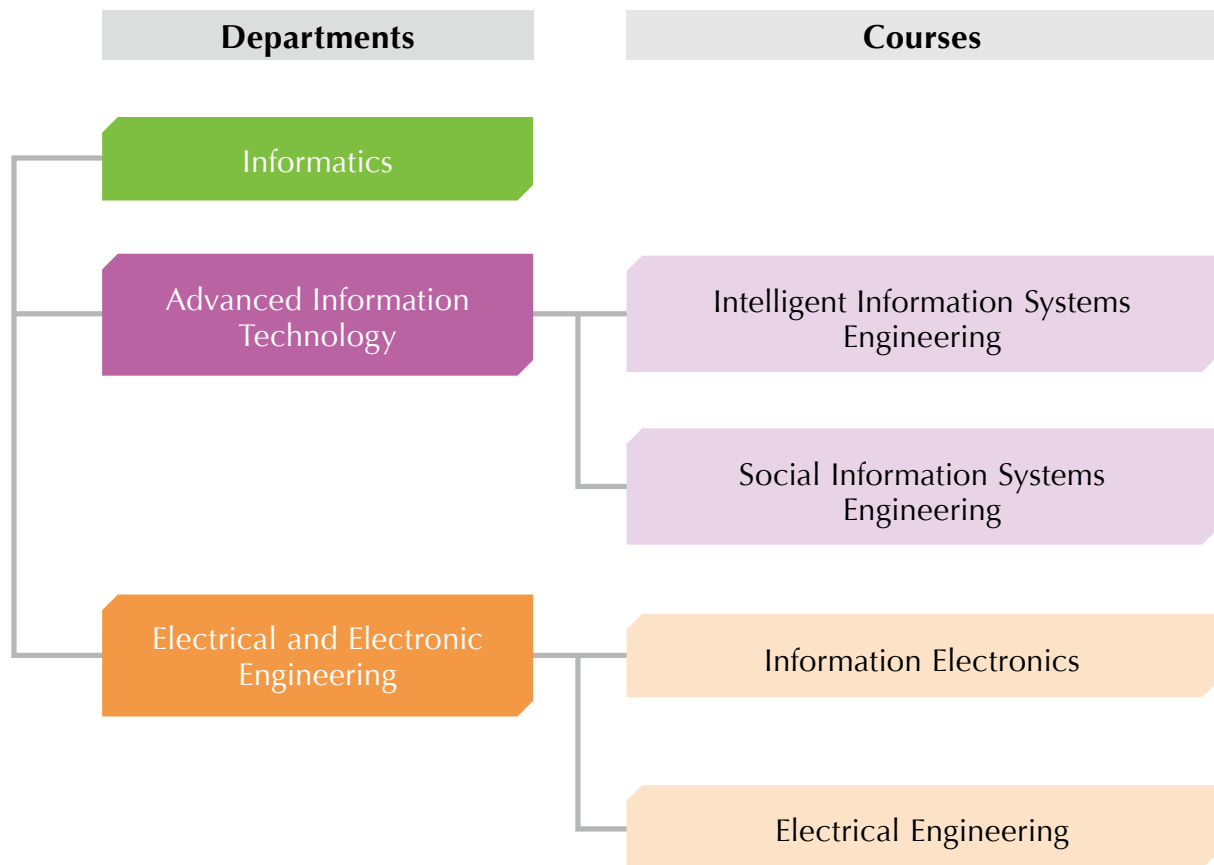 Departments
Courses
Informatics
Advanced Information
Technology
Intelligent Information Systems
Engineering
Social Information Systems
Engineering
Electrical and Electronic
Engineering
Information Electronics
Electrical Engineering